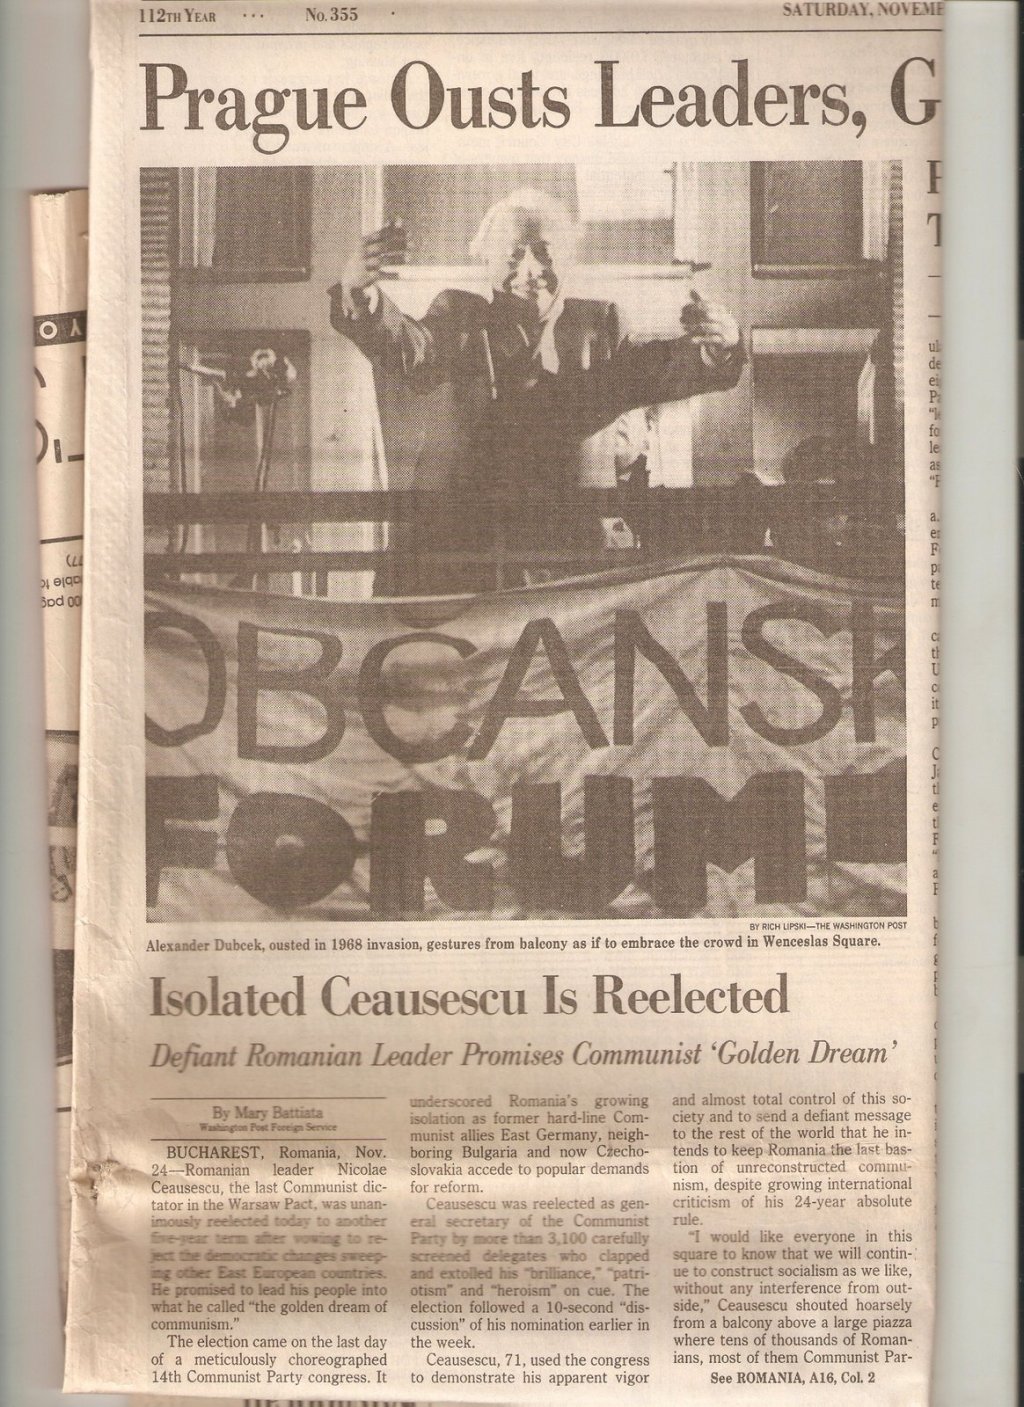 112TH YEAR ··· No. 355 SATURDAY, NOVEME
Prague Ousts Leaders, G
OBČANSK
FORUM
BY RICH LIPSKI—THE WASHINGTON POST
Alexander Dubcek, ousted in 1968 invasion, gestures from balcony as if to embrace the crowd in Wenceslas Square.
Isolated Ceausescu Is Reelected
Defiant Romanian Leader Promises Communist ‘Golden Dream’
By Mary Battiata
Washington Post Foreign Service
BUCHAREST, Romania, Nov.
24—Romanian leader Nicolae
Ceausescu, the last Communist dic-
tator in the Warsaw Pact, was unan-
imously reelected today to another
five-year term after vowing to re-
ject the democratic changes sweep-
ing other East European countries.
He promised to lead his people into
what he called “the golden dream of
communism.”
The election came on the last day
of a meticulously choreographed
14th Communist Party congress. It
underscored Romania’s growing
isolation as former hard-line Com-
munist allies East Germany, neigh-
boring Bulgaria and now Czecho-
slovakia accede to popular demands
for reform.
Ceausescu was reelected as gen-
eral secretary of the Communist
Party by more than 3,100 carefully
screened delegates who clapped
and extolled his “brilliance,” “patri-
otism” and “heroism” on cue. The
election followed a 10-second “dis-
cussion” of his nomination earlier in
the week.
Ceausescu, 71, used the congress
to demonstrate his apparent vigor
and almost total control of this so-
ciety and to send a defiant message
to the rest of the world that he in-
tends to keep Romania the last bas-
tion of unreconstructed commu-
nism, despite growing international
criticism of his 24-year absolute
rule.
“I would like everyone in this
square to know that we will contin-
ue to construct socialism as we like,
without any interference from out-
side,” Ceausescu shouted hoarsely
from a balcony above a large piazza
where tens of thousands of Roman-
ians, most of them Communist Par-
See ROMANIA, A16, Col. 2